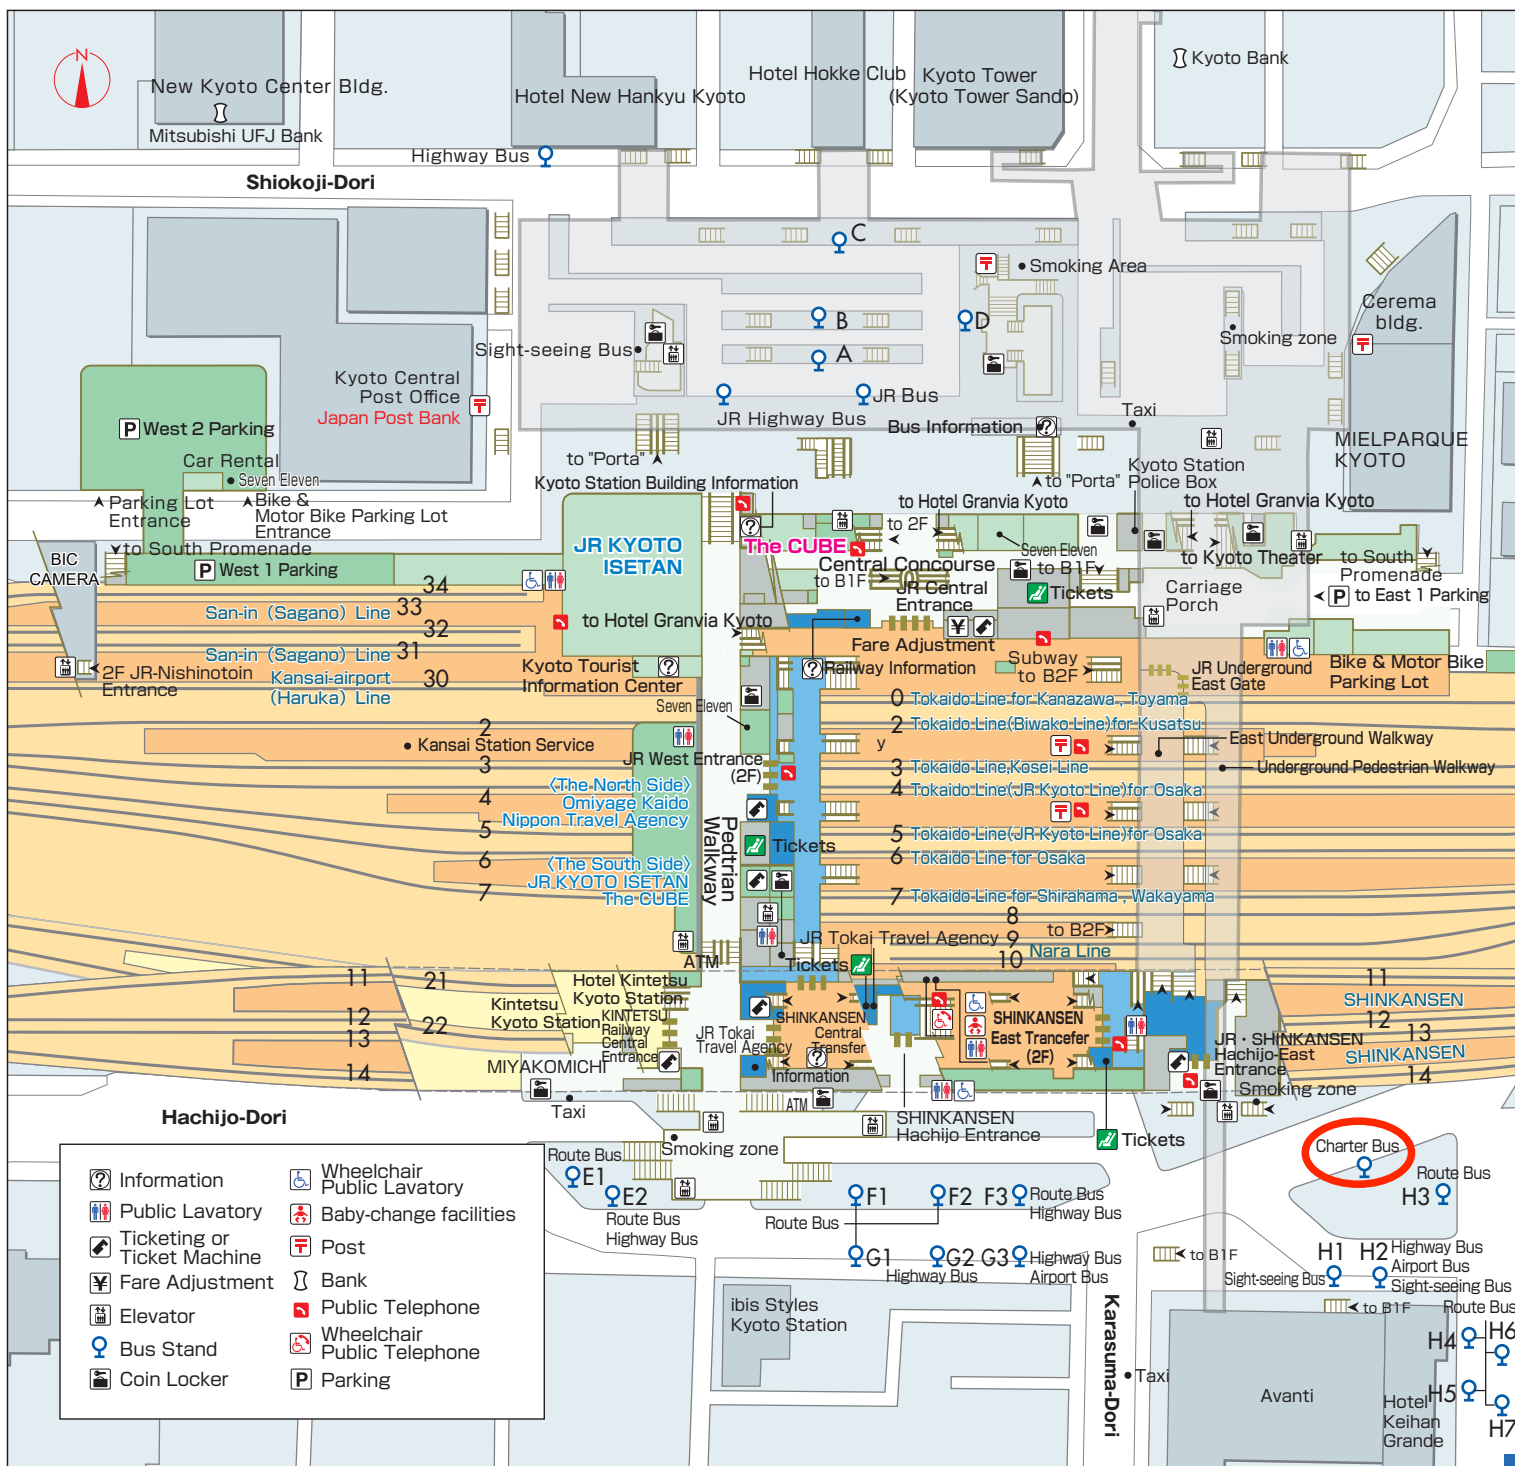 N
New Kyoto Center Bldg.
Mitsubishi UFJ Bank
Hotel New Hankyu Kyoto
Hotel Hokke Club
Kyoto Tower
(Kyoto Tower Sando)
Kyoto Bank
Highway Bus
Shiokoji-Dori
C
Smoking Area
B
D
A
Sight-seeing Bus
Smoking zone
Cerema
bldg.
Kyoto Central
Post Office
Japan Post Bank
JR Highway Bus
JR Bus
Bus Information
Taxi
MIELPARQUE
KYOTO
P West 2 Parking
Car Rental
Seven Eleven
Parking Lot
Entrance
Bike &
Motor Bike Parking Lot
Entrance
to "Porta"
Kyoto Station Building Information
to "Porta"
Kyoto Station
Police Box
to Hotel Granvia Kyoto
to Hotel Granvia Kyoto
to 2F
BIC
CAMERA
to South Promenade
P West 1 Parking
JR KYOTO
ISETAN
The CUBE
Seven Eleven
Central Concourse
to B1F
to B1F
JR Central
Entrance
Tickets
to Kyoto Theater
to South
Promenade
Carriage
Porch
P to East 1 Parking
34
San-in (Sagano) Line 33
32
San-in (Sagano) Line 31
Kansai-airport
(Haruka) Line
30
2F JR-Nishinotoin
Entrance
to Hotel Granvia Kyoto
Kyoto Tourist
Information Center
Seven Eleven
Fare Adjustment
Railway Information
Subway
to B2F
JR Underground
East Gate
Bike & Motor Bike
Parking Lot
0 Tokaido Line for Kanazawa , Toyama
2 Tokaido Line(Biwako Line)for Kusatsu
y
3 Tokaido Line,Kosei Line
4 Tokaido Line(JR Kyoto Line)for Osaka
5 Tokaido Line(JR Kyoto Line)for Osaka
6 Tokaido Line for Osaka
7 Tokaido Line for Shirahama , Wakayama
8
to B2F
9
Nara Line
10
East Underground Walkway
Underground Pedestrian Walkway
2
Kansai Station Service
3
4
5
6
7
JR West Entrance
(2F)
〈The North Side〉
Omiyage Kaido
Nippon Travel Agency
〈The South Side〉
JR KYOTO ISETAN
The CUBE
Pedtrian
Walkway
Tickets
ATM
JR Tokai Travel Agency
Tickets
11
21
12
22
13
14
Hotel Kintetsu
Kyoto Station
Kintetsu
Kyoto Station
KINTETSU
Railway
Central
Entrance
MIYAKOMICHI
Taxi
JR Tokai
Travel Agency
SHINKANSEN
Central
Transfer
Information
ATM
SHINKANSEN
East Trancefer
(2F)
SHINKANSEN
Hachijo Entrance
JR・SHINKANSEN
Hachijo-East
Entrance
Smoking zone
11
SHINKANSEN
12
13
SHINKANSEN
14
Hachijo-Dori
Smoking zone
Tickets
Charter Bus
Route Bus
H3
Route Bus
E1
E2
Route Bus
Highway Bus
F1
F2
F3
Route Bus
Highway Bus
Route Bus
G1
G2
G3
Highway Bus
Highway Bus
Airport Bus
to B1F
H1
H2
Highway Bus
Airport Bus
Sight-seeing Bus
Sight-seeing Bus
to B1F
Route Bus
H4
H6
H5
H7
ibis Styles
Kyoto Station
Karasuma-Dori
Taxi
Avanti
Hotel
Keihan
Grande
Information
Public Lavatory
Ticketing or
Ticket Machine
¥ Fare Adjustment
Elevator
Bus Stand
Coin Locker
Wheelchair
Public Lavatory
Baby-change facilities
Post
Bank
Public Telephone
Wheelchair
Public Telephone
P Parking